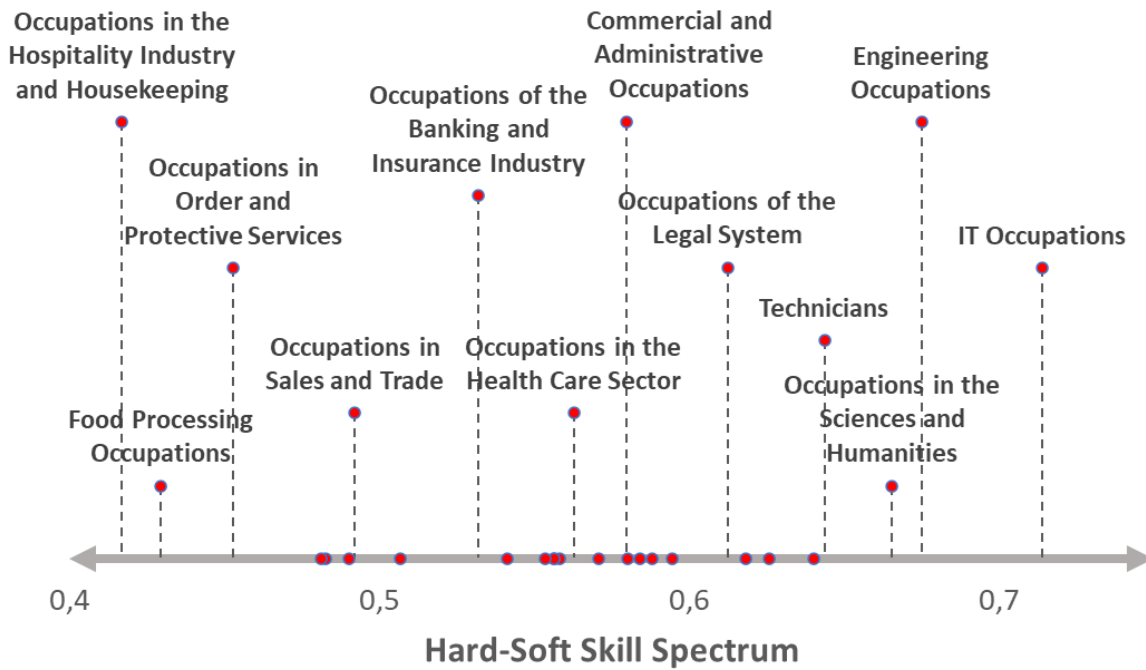 Occupations in the
Hospitality Industry
and Housekeeping
Commercial and
Administrative
Occupations
Engineering
Occupations
Occupations of the
Banking and
Insurance Industry
Occupations in
Order and
Protective Services
Occupations of the
Legal System
IT Occupations
Technicians
Occupations in
Sales and Trade
Occupations in the
Health Care Sector
Occupations in the
Sciences and
Humanities
Food Processing
Occupations
0,4
0,5
0,6
0,7
Hard-Soft Skill Spectrum